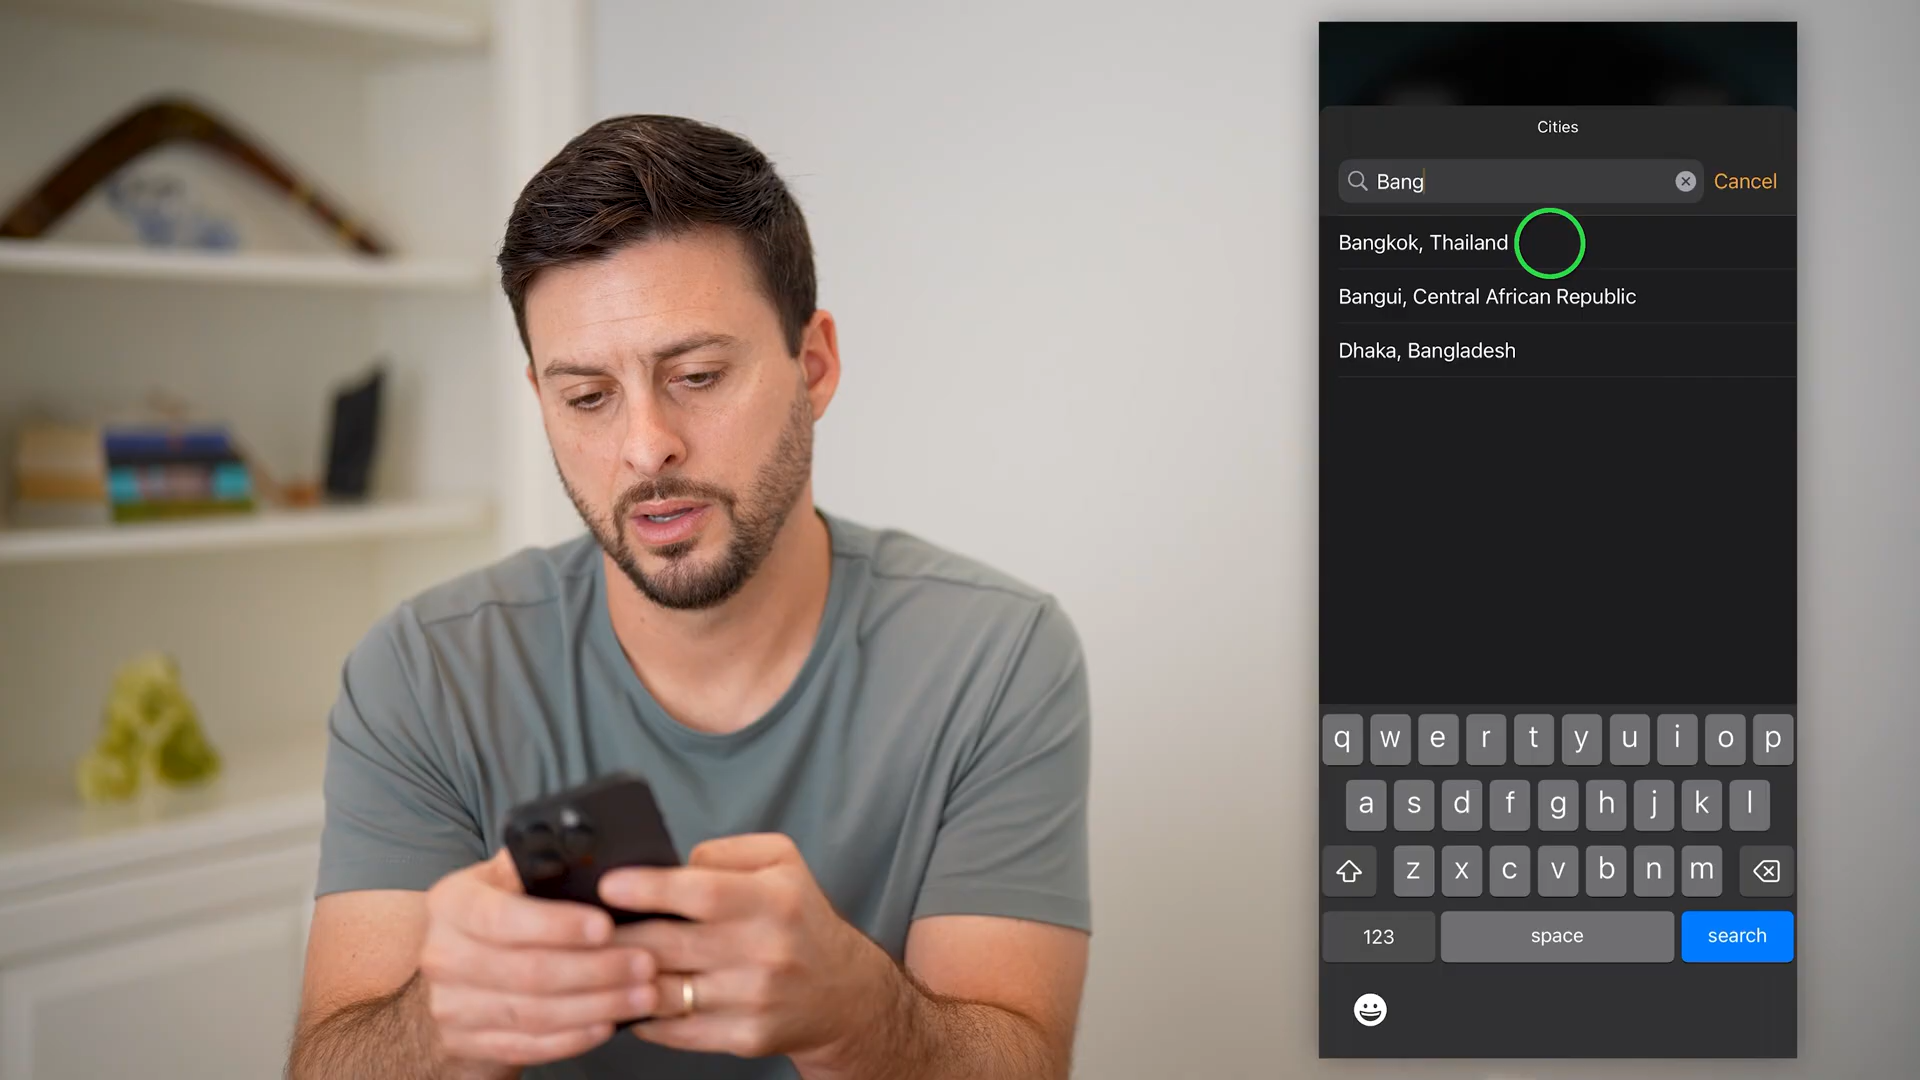 Cities
Bang
Cancel
Bangkok, Thailand
Bangui, Central African Republic
Dhaka, Bangladesh
q w e r t y u i o p
a s d f g h j k l
z x c v b n m
123 space search